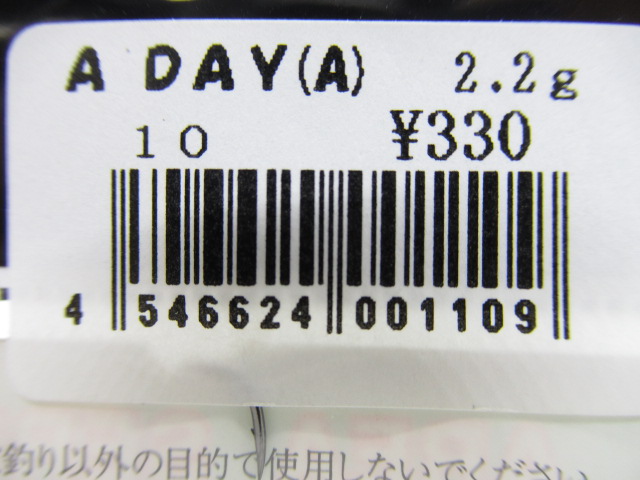 A DAY(A) 2.2g
10 ¥330
4 546624 001109
釣り以外の目的で使用しないでください